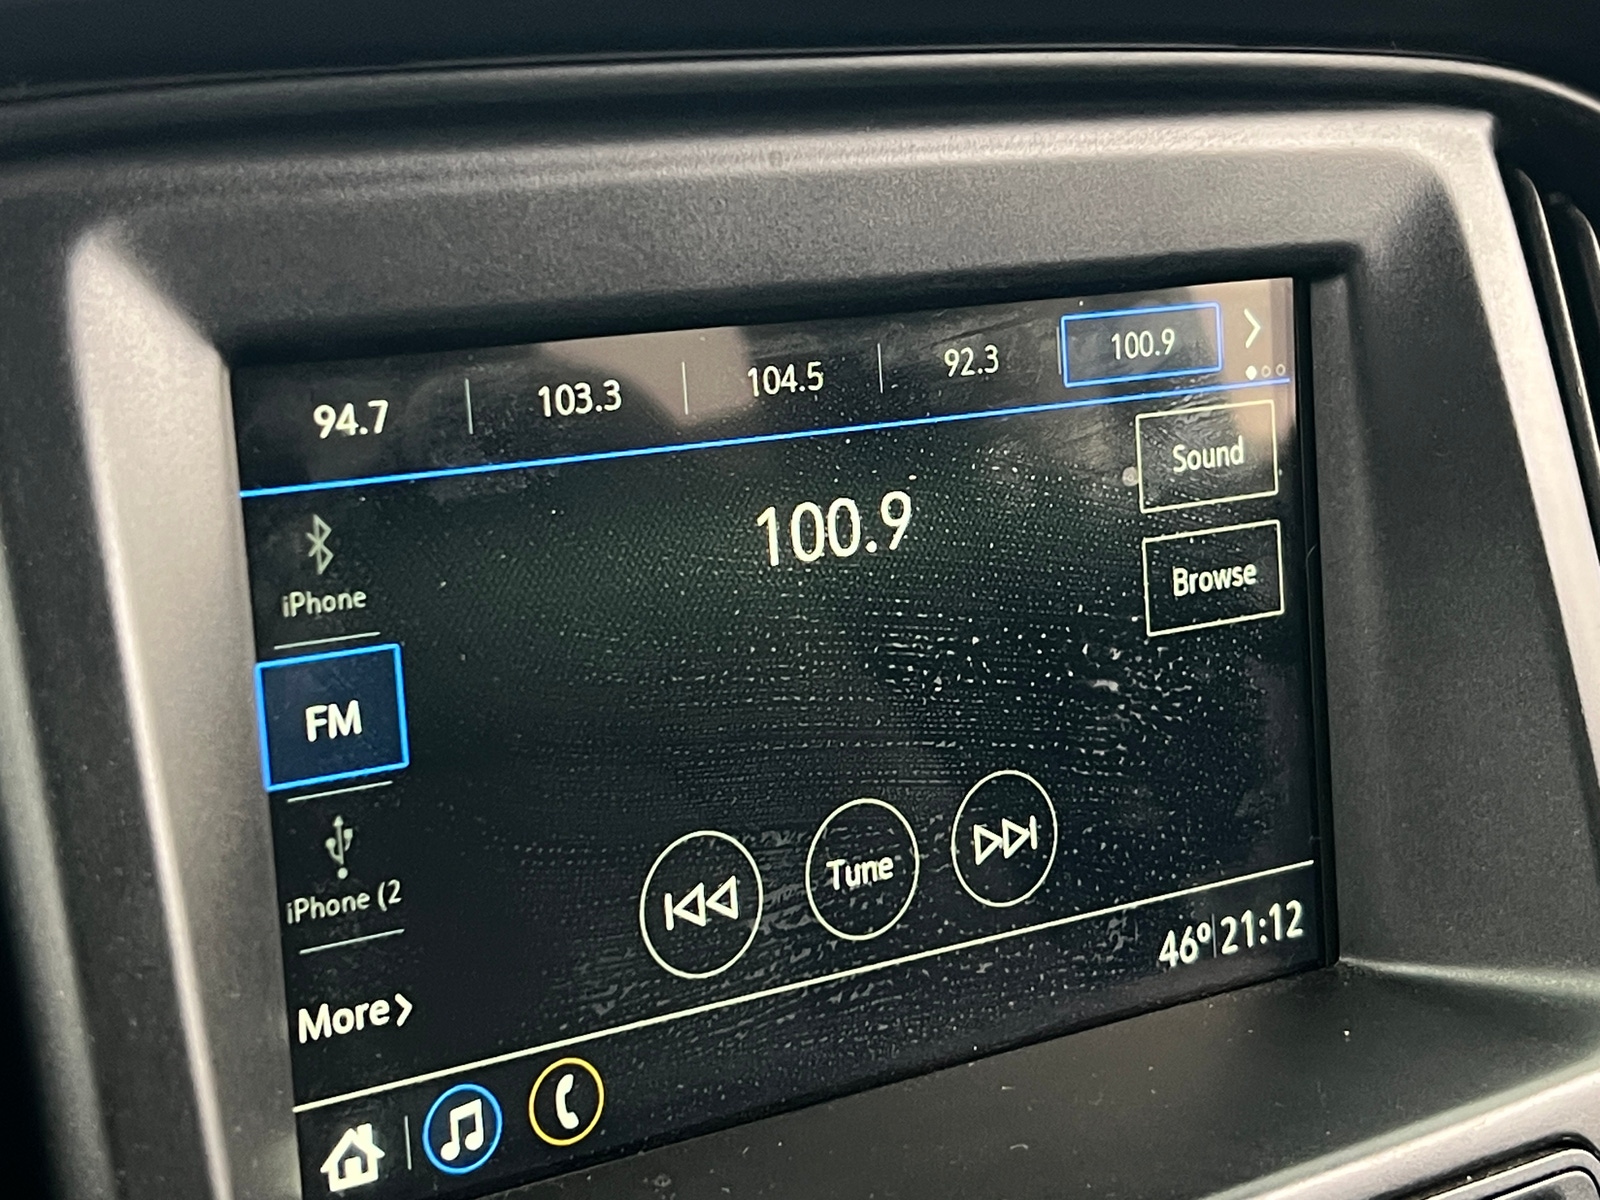 94.7 103.3 104.5 92.3 100.9
100.9
Sound
Browse
iPhone
FM
iPhone (2
More
Tune
46° 21:12